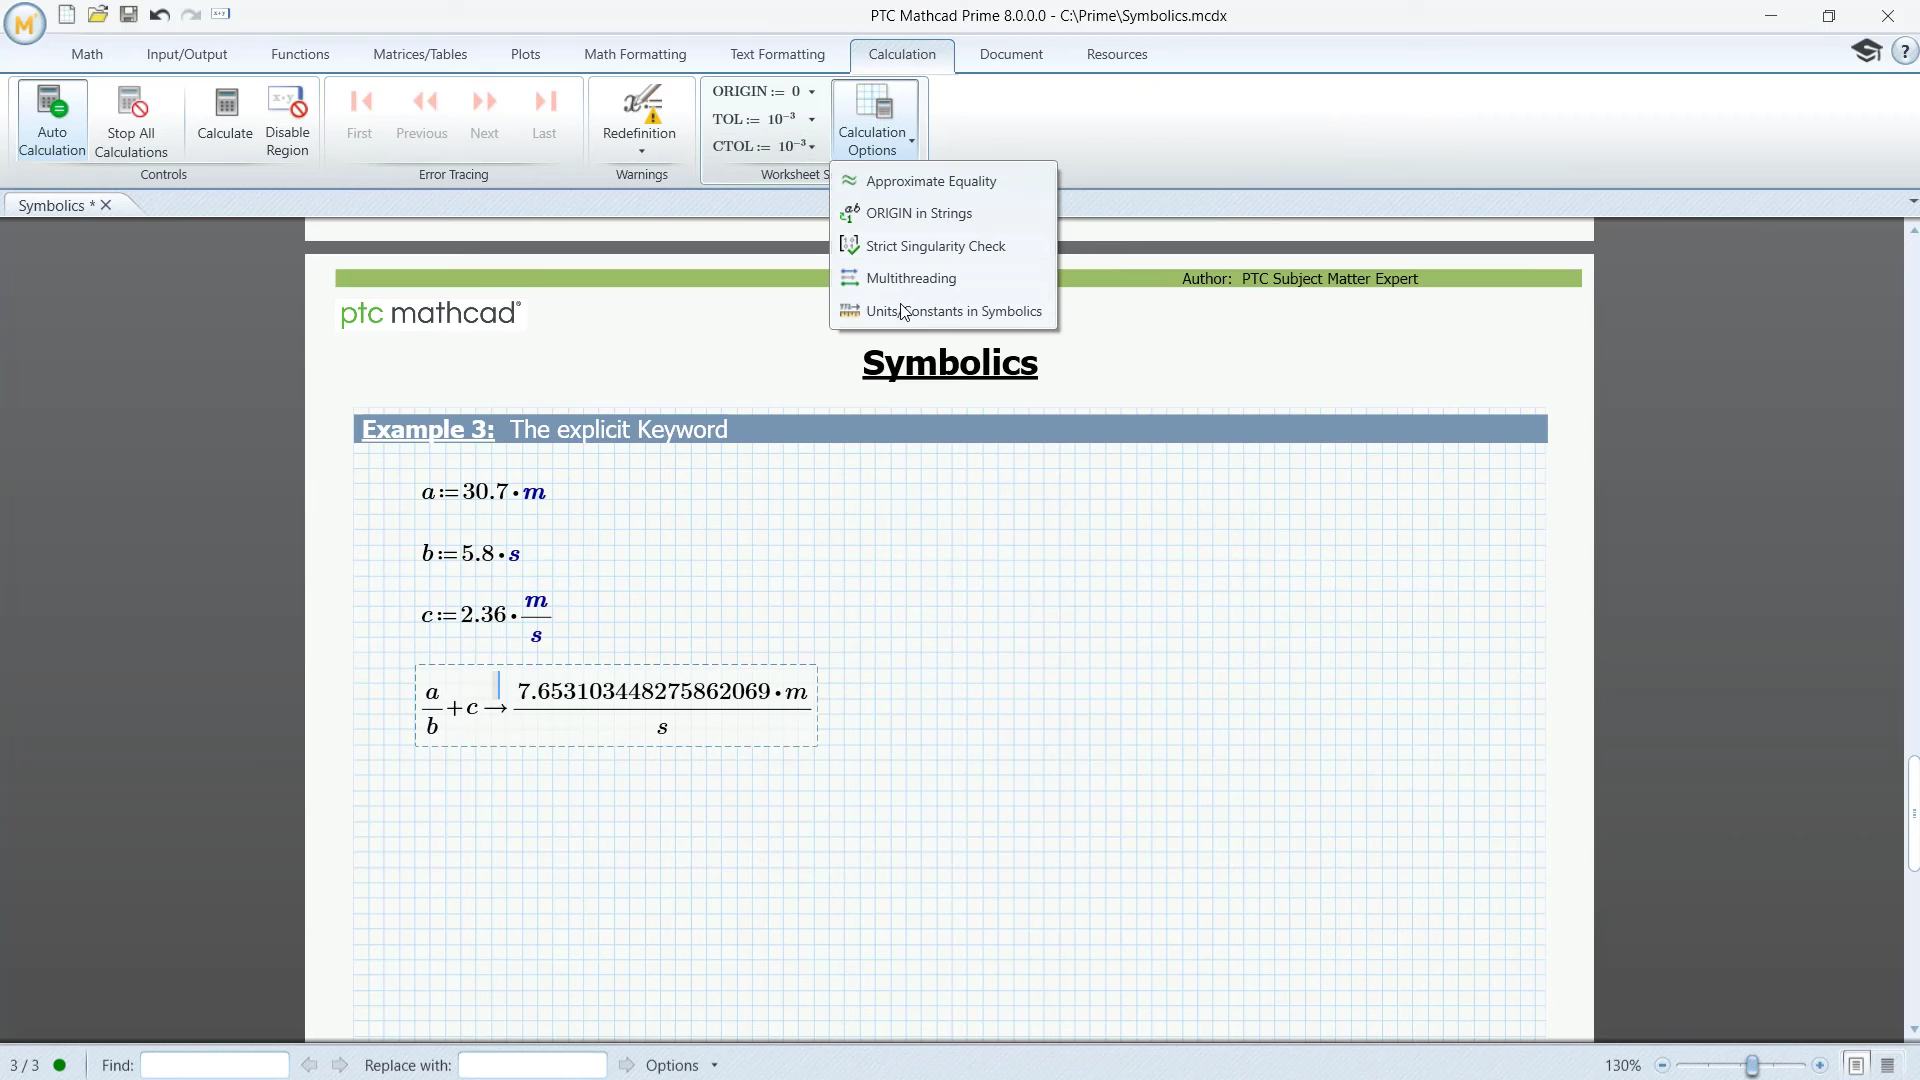 PTC Mathcad Prime 8.0.0.0 - C:\Prime\Symbolics.mcdx
Math Input/Output Functions Matrices/Tables Plots Math Formatting Text Formatting Calculation Document Resources
Auto Calculation
Stop All Calculations
Calculate
Disable Region
Controls
First Previous Next Last
Error Tracing
Redefinition
Warnings
ORIGIN := 0
TOL := 10⁻³
CTOL := 10⁻³
Calculation Options
Worksheet S
Approximate Equality
ORIGIN in Strings
Strict Singularity Check
Multithreading
Units/Constants in Symbolics
Symbolics *
Author: PTC Subject Matter Expert
ptc mathcad®
Symbolics
Example 3: The explicit Keyword
a := 30.7 · m
b := 5.8 · s
c := 2.36 · m/s
a/b + c → 7.653103448275862069 · m / s
3 / 3 Find: Replace with: Options 130%